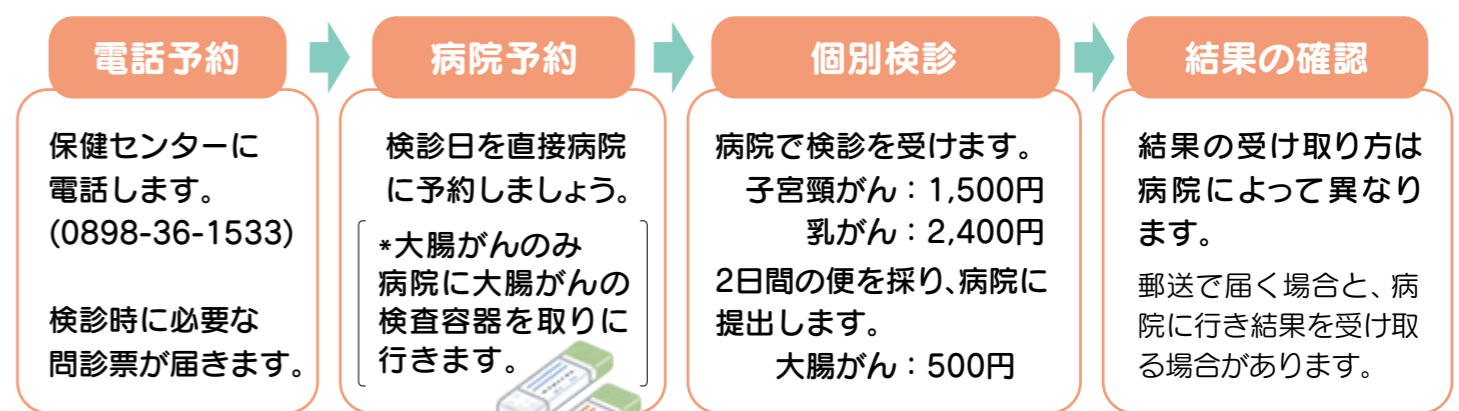 電話予約
保健センターに
電話します。
(0898-36-1533)
検診時に必要な
問診票が届きます。
病院予約
検診日を直接病院
に予約しましょう。
*大腸がんのみ
病院に大腸がんの
検査容器を取りに
行きます。
個別検診
病院で検診を受けます。
子宮頸がん：1,500円
乳がん：2,400円
2日間の便を採り、病院に
提出します。
大腸がん：500円
結果の確認
結果の受け取り方は
病院によって異なり
ます。
郵送で届く場合と、病
院に行き結果を受け取
る場合があります。